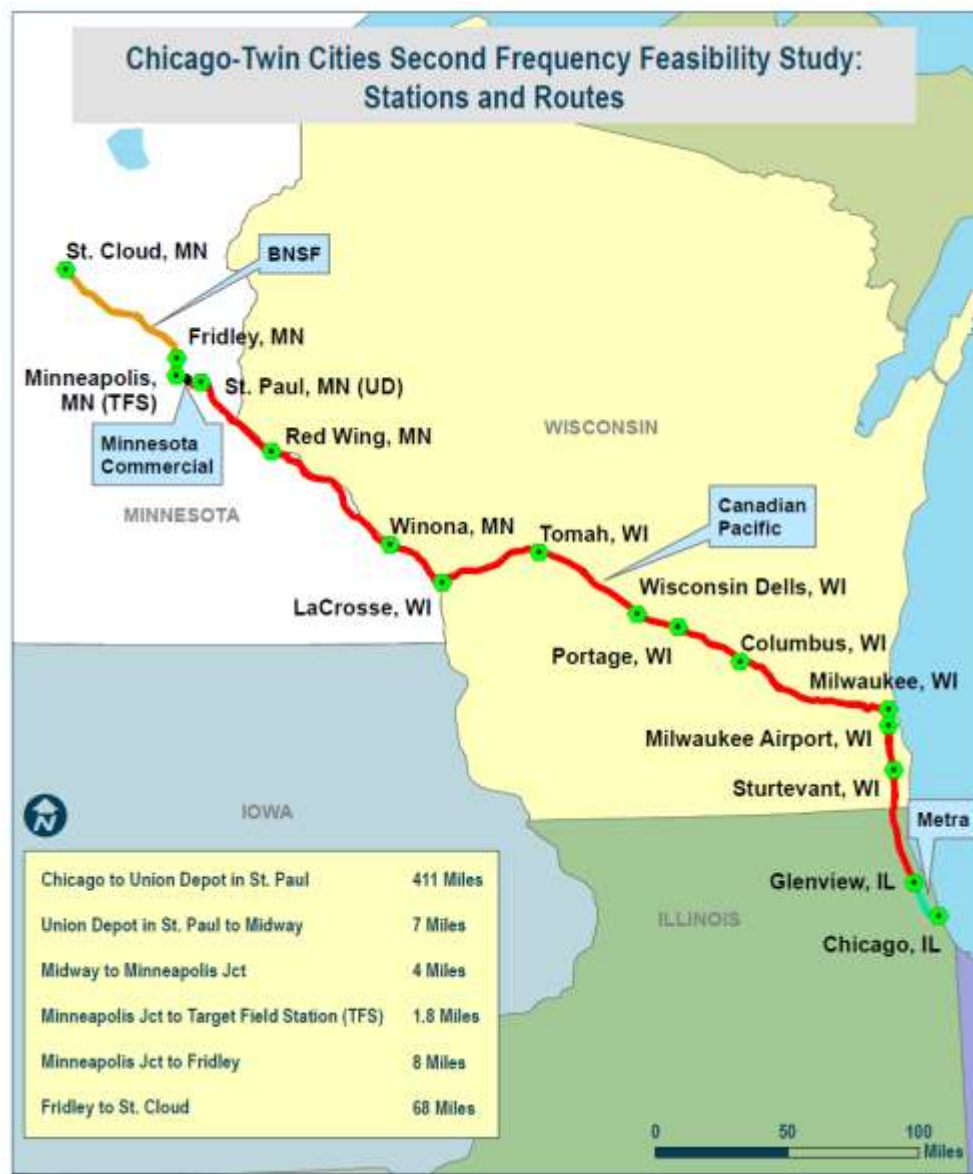 Chicago-Twin Cities Second Frequency Feasibility Study:
Stations and Routes
St. Cloud, MN
BNSF
Fridley, MN
Minneapolis,
MN (TFS)
St. Paul, MN (UD)
Minnesota
Commercial
Red Wing, MN
WISCONSIN
MINNESOTA
Winona, MN
Tomah, WI
Canadian
Pacific
LaCrosse, WI
Wisconsin Dells, WI
Portage, WI
Columbus, WI
Milwaukee, WI
Milwaukee Airport, WI
Sturtevant, WI
IOWA
Metra
N
Glenview, IL
ILLINOIS
Chicago, IL
Chicago to Union Depot in St. Paul 411 Miles
Union Depot in St. Paul to Midway 7 Miles
Midway to Minneapolis Jct 4 Miles
Minneapolis Jct to Target Field Station (TFS) 1.8 Miles
Minneapolis Jct to Fridley 8 Miles
Fridley to St. Cloud 68 Miles
0 50 100
Miles